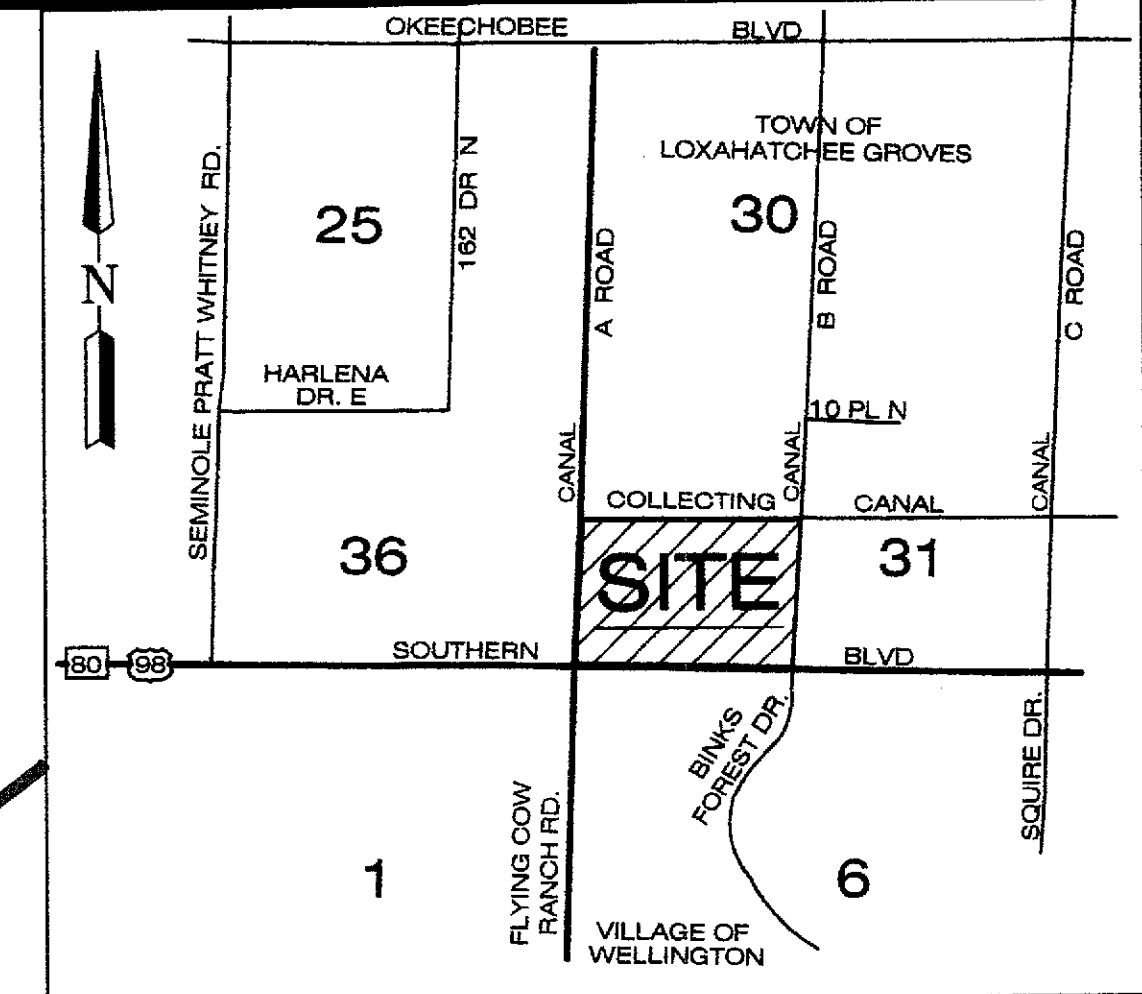 OKEECHOBEE BLVD
TOWN OF
LOXAHATCHEE GROVES
25
30
162 DR N
SEMINOLE PRATT WHITNEY RD.
N
A ROAD
B ROAD
C ROAD
HARLENA
DR. E
10 PL N
CANAL
CANAL
CANAL
COLLECTING CANAL
36
SITE
31
80 98
SOUTHERN BLVD
BINKS
FOREST DR.
SQUIRE DR.
FLYING COW
RANCH RD.
1
6
VILLAGE OF
WELLINGTON